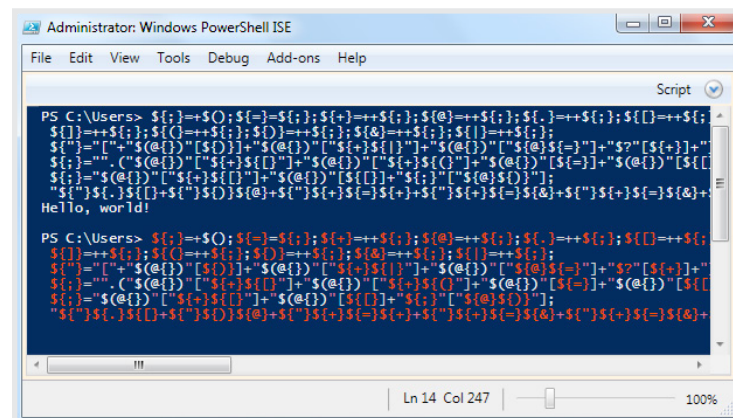 Administrator: Windows PowerShell ISE
File Edit View Tools Debug Add-ons Help
Script
PS C:\Users> ${;}=+$();${=}=${;};${+}=++${;};${@}=++${;};${.}=++${;};${[}=++${;
${]}=++${;};${(}=++${;};${)}=++${;};${&}=++${;};${|}=++${;};
${"}="["+"$(@{})"[${)}]+"$(@{})"["${+}${|}"]+"$(@{})"["${@}${=}"]+"$?"[${+}]+"
${;}="".("$(@{})"["${+}${[}"]+"$(@{})"["${+}${(}"]+"$(@{})"[${=}]+"$(@{})"[${[
${;}="$(@{})"["${+}${[}"]+"$(@{})"[${[}]+"${;}"["${@}${)}"];
"${"}${.}${[}+${"}${)}${@}+${"}${+}${=}${+}+${"}${+}${=}${&}+${"}${+}${=}${&}+
Hello, world!
PS C:\Users> ${;}=+$();${=}=${;};${+}=++${;};${@}=++${;};${.}=++${;};${[}=++${;
${]}=++${;};${(}=++${;};${)}=++${;};${&}=++${;};${|}=++${;};
${"}="["+"$(@{})"[${)}]+"$(@{})"["${+}${|}"]+"$(@{})"["${@}${=}"]+"$?"[${+}]+"
${;}="".("$(@{})"["${+}${[}"]+"$(@{})"["${+}${(}"]+"$(@{})"[${=}]+"$(@{})"[${[
${;}="$(@{})"["${+}${[}"]+"$(@{})"[${[}]+"${;}"["${@}${)}"];
"${"}${.}${[}+${"}${)}${@}+${"}${+}${=}${+}+${"}${+}${=}${&}+${"}${+}${=}${&}+
Ln 14 Col 247
100%